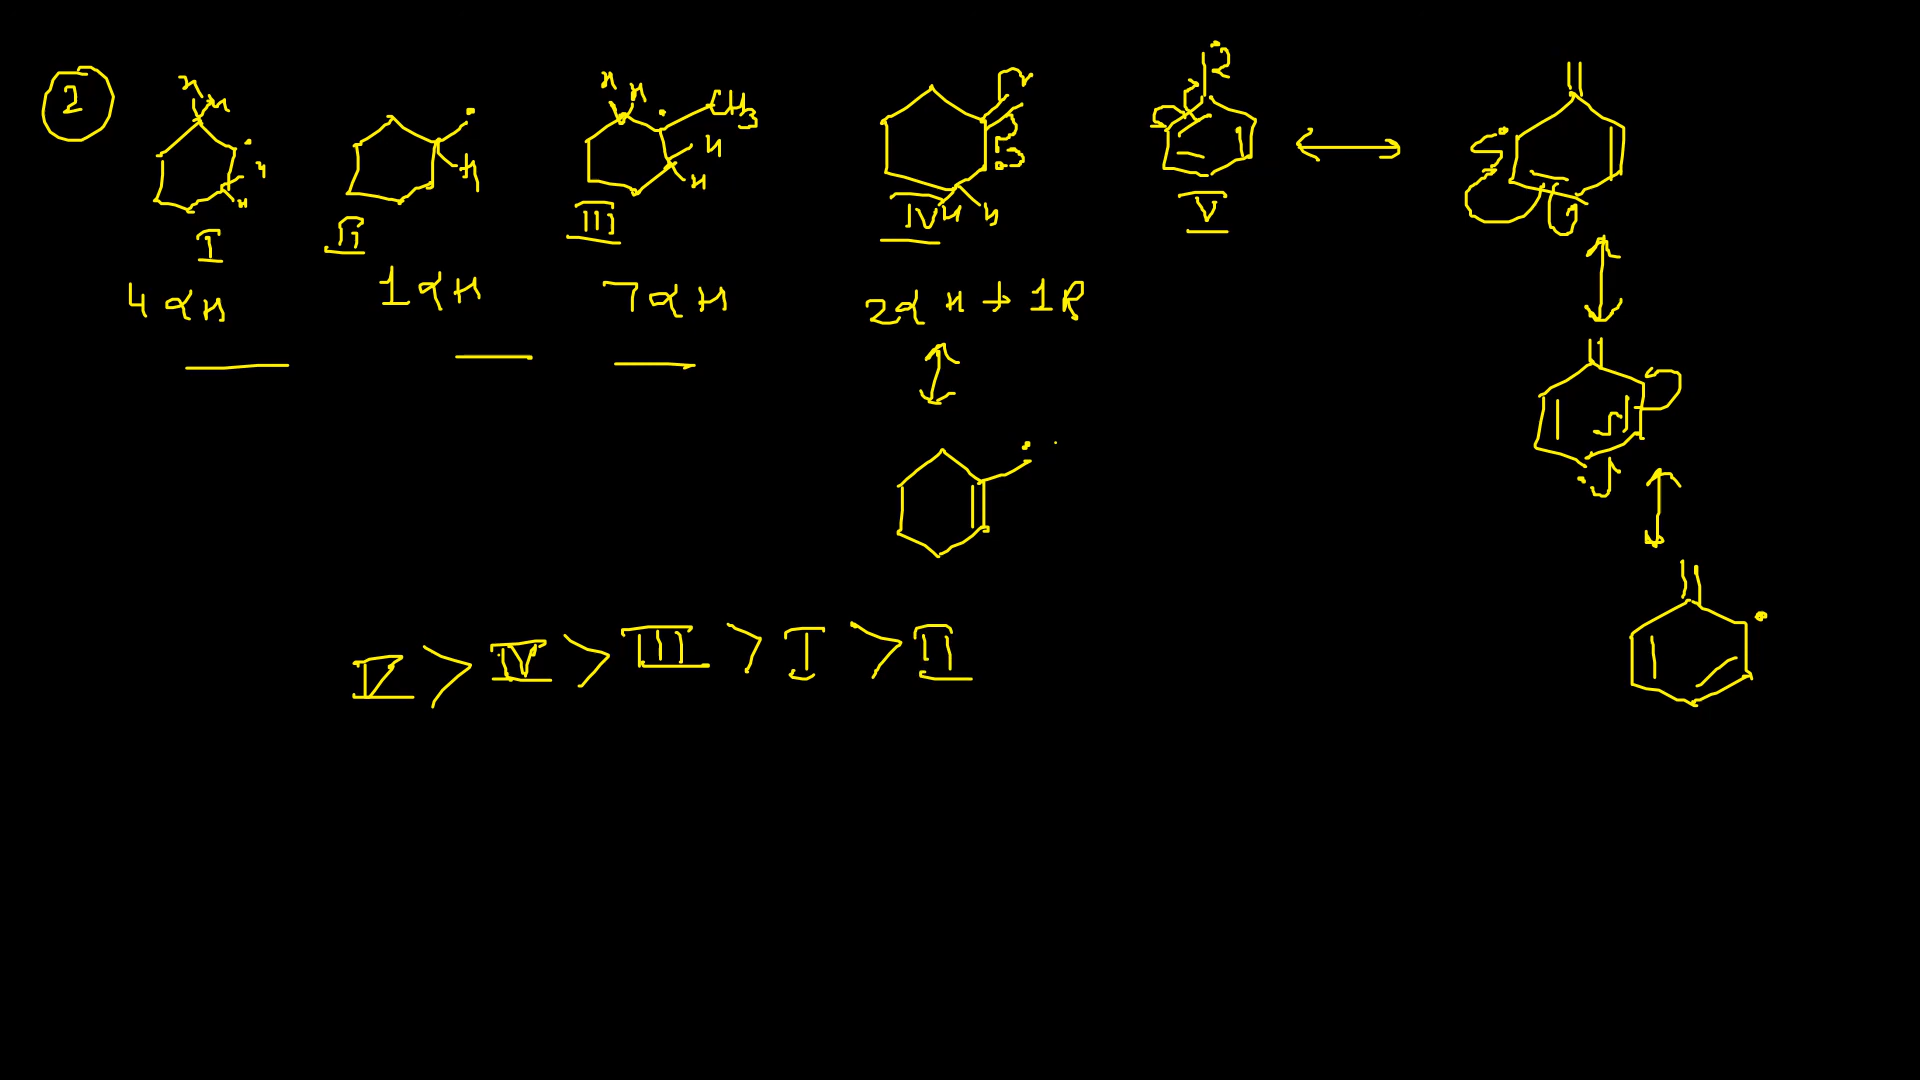 2
H H H H
H
H H CH3 H H
H H
I II III IV V
4 α H 1 α H 7 α H 2 α H + 1 R
V > IV > III > I > II